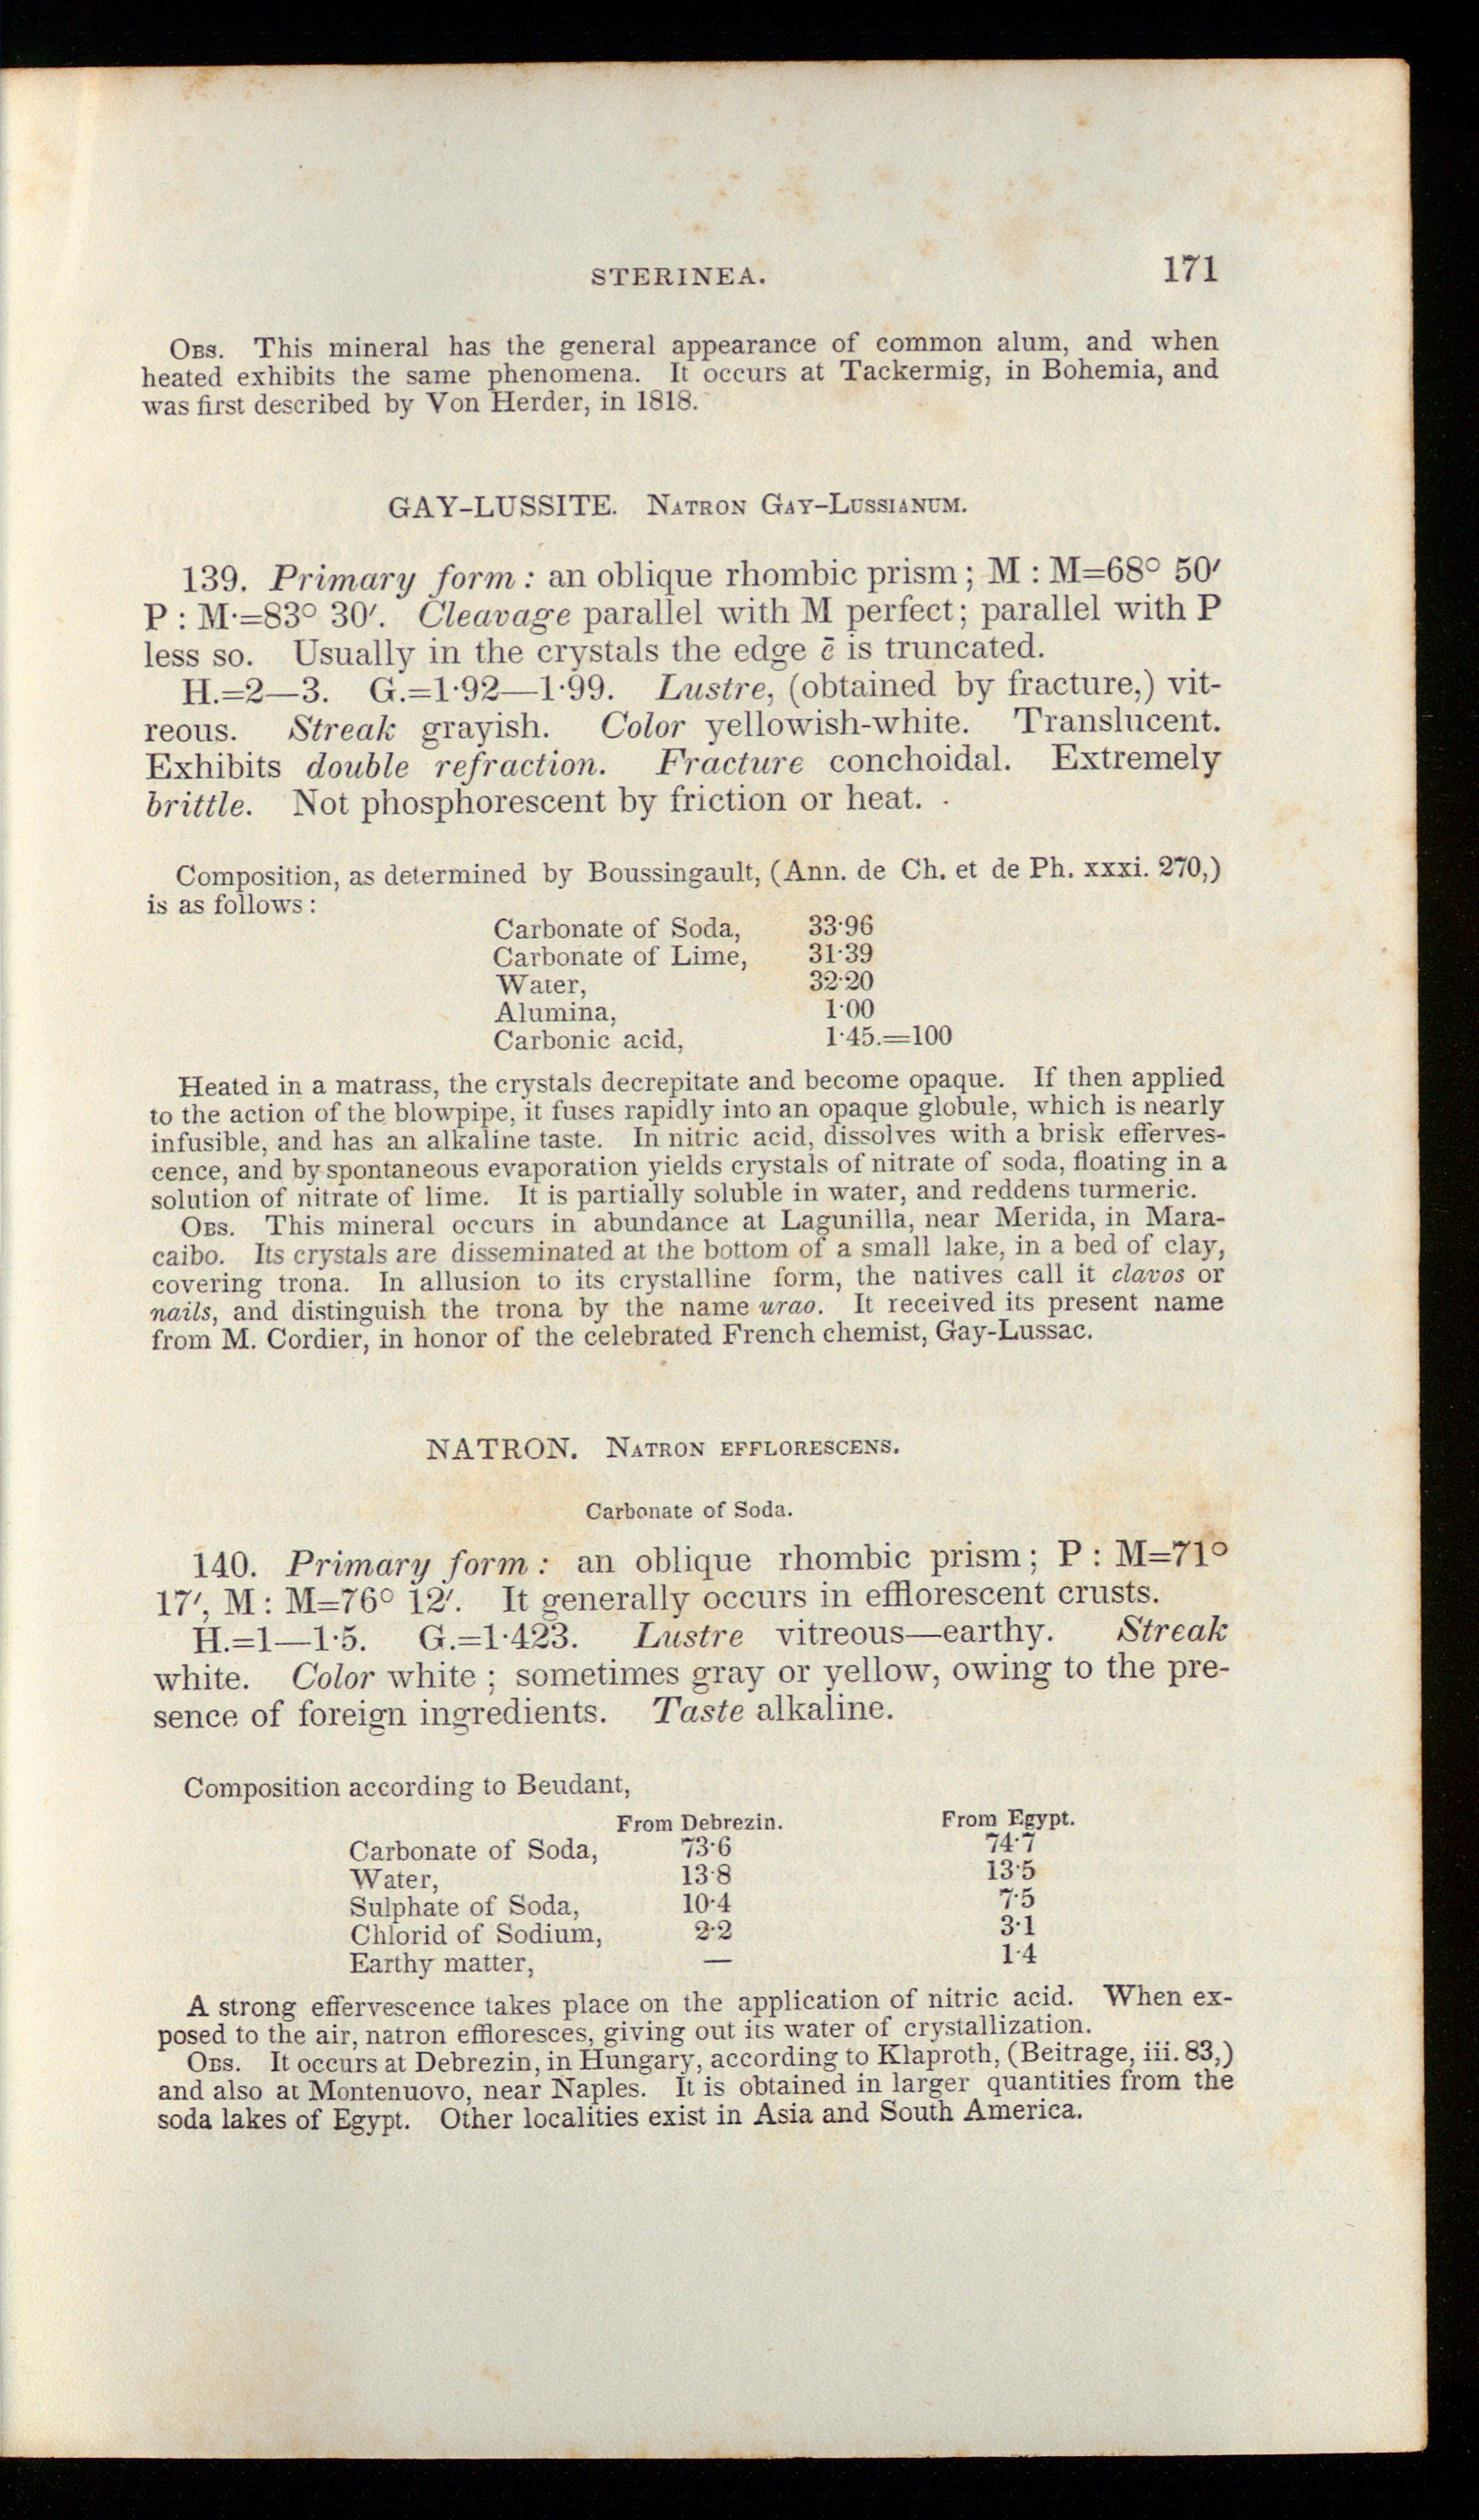 STERINEA. 171
OBS. This mineral has the general appearance of common alum, and when
heated exhibits the same phenomena. It occurs at Tackermig, in Bohemia, and
was first described by Von Herder, in 1818.
GAY-LUSSITE. NATRON GAY-LUSSIANUM.
139. Primary form: an oblique rhombic prism; M : M=68° 50′
P : M·=83° 30′. Cleavage parallel with M perfect; parallel with P
less so. Usually in the crystals the edge ē is truncated.
H.=2—3. G.=1·92—1·99. Lustre, (obtained by fracture,) vit-
reous. Streak grayish. Color yellowish-white. Translucent.
Exhibits double refraction. Fracture conchoidal. Extremely
brittle. Not phosphorescent by friction or heat.
Composition, as determined by Boussingault, (Ann. de Ch. et de Ph. xxxi. 270,)
is as follows:
Carbonate of Soda, 33·96
Carbonate of Lime, 31·39
Water, 32·20
Alumina, 1·00
Carbonic acid, 1·45.=100
Heated in a matrass, the crystals decrepitate and become opaque. If then applied
to the action of the blowpipe, it fuses rapidly into an opaque globule, which is nearly
infusible, and has an alkaline taste. In nitric acid, dissolves with a brisk efferves-
cence, and by spontaneous evaporation yields crystals of nitrate of soda, floating in a
solution of nitrate of lime. It is partially soluble in water, and reddens turmeric.
OBS. This mineral occurs in abundance at Lagunilla, near Merida, in Mara-
caibo. Its crystals are disseminated at the bottom of a small lake, in a bed of clay,
covering trona. In allusion to its crystalline form, the natives call it clavos or
nails, and distinguish the trona by the name urao. It received its present name
from M. Cordier, in honor of the celebrated French chemist, Gay-Lussac.
NATRON. NATRON EFFLORESCENS.
Carbonate of Soda.
140. Primary form: an oblique rhombic prism; P : M=71°
17′, M : M=76° 12′. It generally occurs in efflorescent crusts.
H.=1—1·5. G.=1·423. Lustre vitreous—earthy. Streak
white. Color white; sometimes gray or yellow, owing to the pre-
sence of foreign ingredients. Taste alkaline.
Composition according to Beudant,
From Debrezin. From Egypt.
Carbonate of Soda, 73·6 74·7
Water, 13·8 13·5
Sulphate of Soda, 10·4 7·5
Chlorid of Sodium, 2·2 3·1
Earthy matter, — 1·4
A strong effervescence takes place on the application of nitric acid. When ex-
posed to the air, natron effloresces, giving out its water of crystallization.
OBS. It occurs at Debrezin, in Hungary, according to Klaproth, (Beitrage, iii. 83,)
and also at Montenuovo, near Naples. It is obtained in larger quantities from the
soda lakes of Egypt. Other localities exist in Asia and South America.